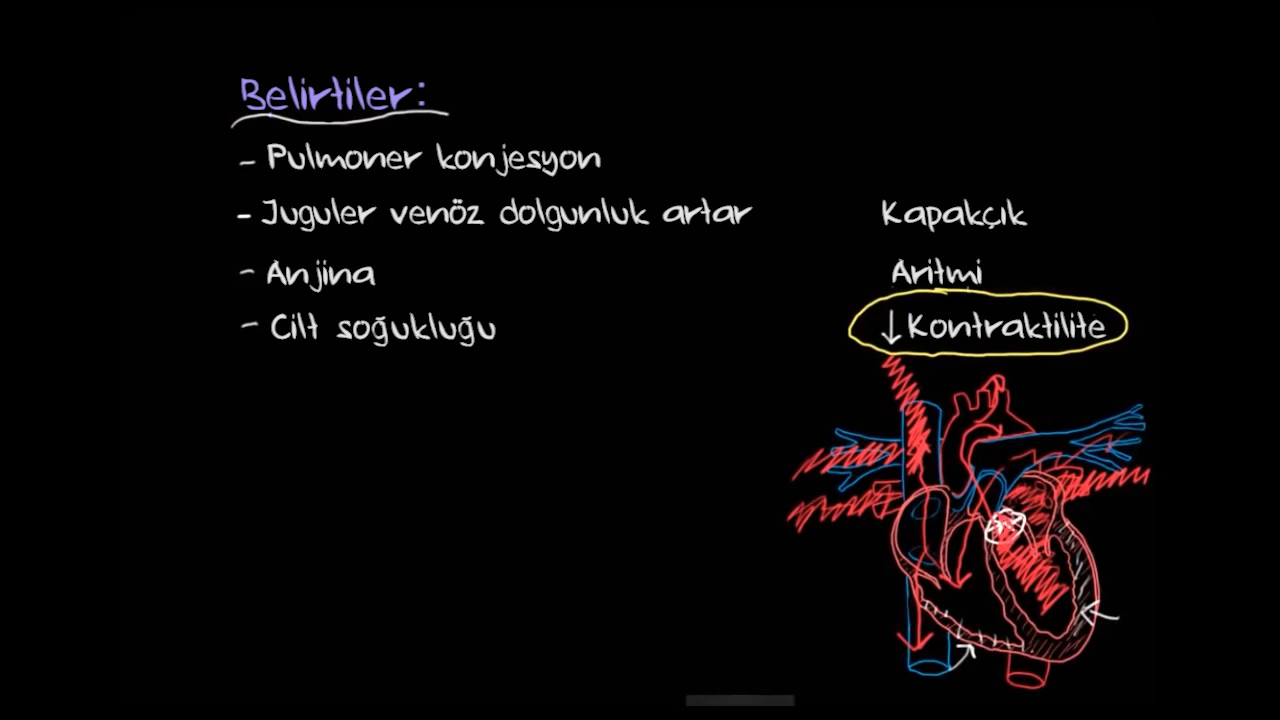 Belirtiler:
- Pulmoner konjesyon
- Juguler venöz dolgunluk artar
- Anjina
- Cilt soğukluğu
Kapakçık
Aritmi
↓ Kontraktilite